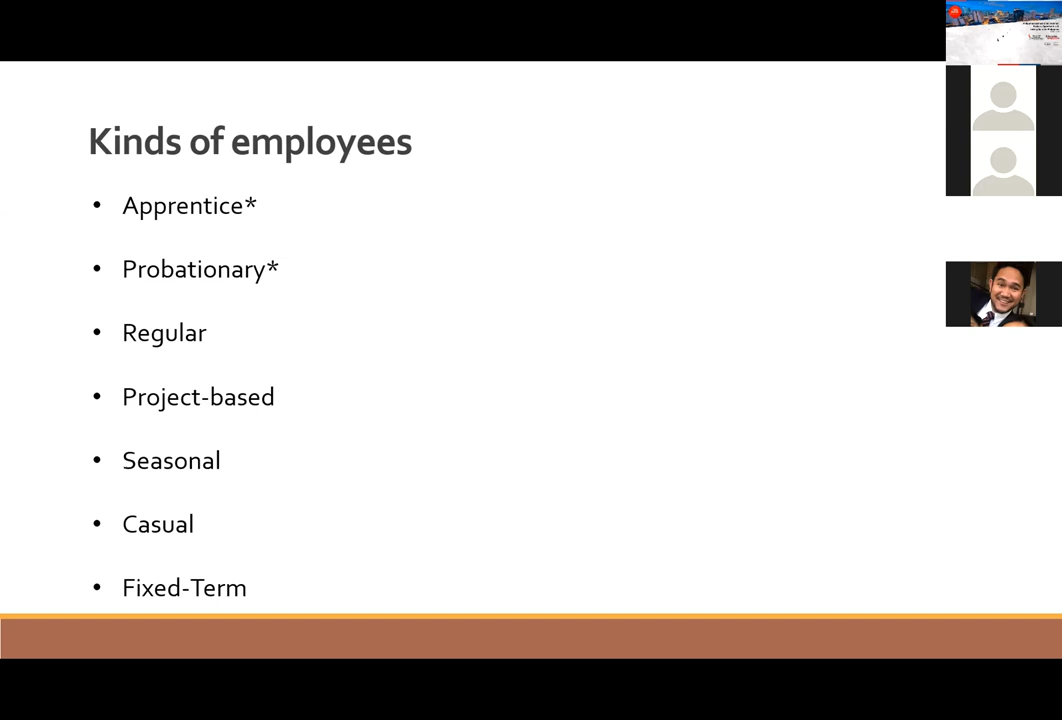 Kinds of employees
• Apprentice*
• Probationary*
• Regular
• Project-based
• Seasonal
• Casual
• Fixed-Term